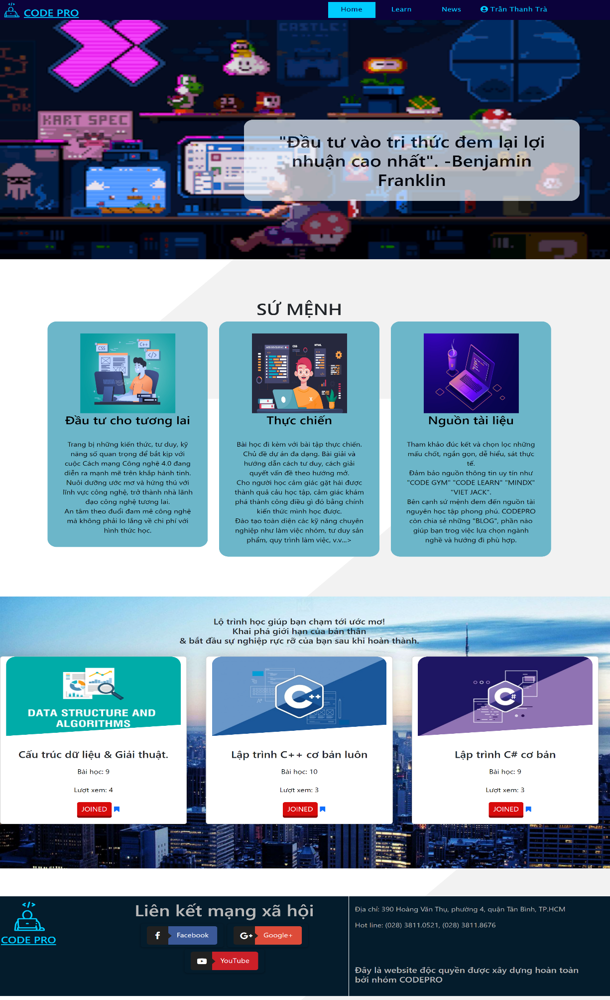 CODE PRO
Home
Learn
News
Trần Thanh Trà
CASTLE!
DK
KART SPEC
"Đầu tư vào tri thức đem lại lợi
nhuận cao nhất". -Benjamin
Franklin
SỨ MỆNH
CSS
C++
</>
Đầu tư cho tương lai
Trang bị những kiến thức, tư duy, kỹ
năng số quan trọng để bắt kịp với
cuộc Cách mạng Công nghệ 4.0 đang
diễn ra mạnh mẽ trên khắp hành tinh.
Nuôi dưỡng ước mơ và hứng thú với
lĩnh vực công nghệ, trở thành nhà lãnh
đạo công nghệ tương lai.
An tâm theo đuổi đam mê công nghệ
mà không phải lo lắng về chi phí với
hình thức học.
WEB DEVELOPING
CSS
HTML
Thực chiến
Bài học đi kèm với bài tập thực chiến.
Chủ đề dự án đa dạng. Bài giải và
hướng dẫn cách tư duy, cách giải
quyết vấn đề theo hướng mở.
Cho người học cảm giác gặt hái được
thành quả cảu học tập, cảm giác khám
phá thành công điều gì đó bằng chính
kiến thức mình học được.
Đào tạo toàn diện các kỹ năng chuyên
nghiệp như làm việc nhóm, tư duy sản
phẩm, quy trình làm việc, v.v...>
Nguồn tài liệu
Tham khảo đúc kết và chọn lọc những
mấu chốt, ngắn gọn, dễ hiểu, sát thực
tế.
Đảm bảo nguồn thông tin uy tín như
"CODE GYM" "CODE LEARN" "MINDX"
"VIET JACK".
Bên cạnh sứ mệnh đem đến nguồn tài
nguyên học tập phong phú. CODEPRO
còn chia sẻ những "BLOG", phần nào
giúp bạn trog việc lựa chọn ngành
nghề và hướng đi phù hợp.
Lộ trình học giúp bạn chạm tới ước mơ!
Khai phá giới hạn của bản thân
& bắt đầu sự nghiệp rực rỡ của bạn sau khi hoàn thành.
DATA STRUCTURE AND
ALGORITHMS
Cấu trúc dữ liệu & Giải thuật.
Bài học: 9
Lượt xem: 4
JOINED
C++
Lập trình C++ cơ bản luôn
Bài học: 10
Lượt xem: 3
JOINED
C#
Lập trình C# cơ bản
Bài học: 9
Lượt xem: 3
JOINED
</>
CODE PRO
Liên kết mạng xã hội
Facebook
G+ Google+
YouTube
Địa chỉ: 390 Hoàng Văn Thụ, phường 4, quận Tân Bình, TP.HCM
Hot line: (028) 3811.0521, (028) 3811.8676
Đây là website độc quyền được xây dựng hoàn toàn
bởi nhóm CODEPRO